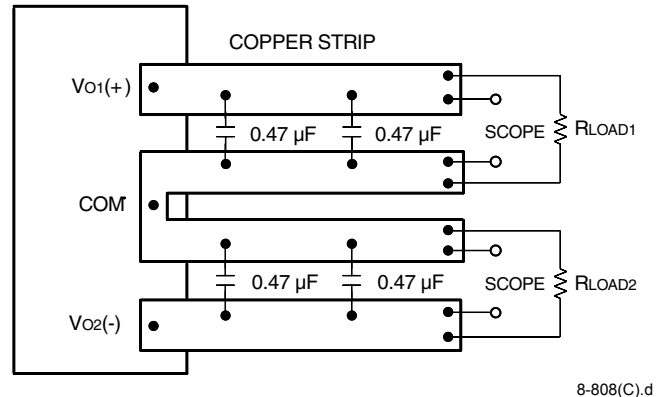 COPPER STRIP
VO1(+)
0.47 µF 0.47 µF SCOPE RLOAD1
COM
0.47 µF 0.47 µF SCOPE RLOAD2
VO2(-)
8-808(C).d